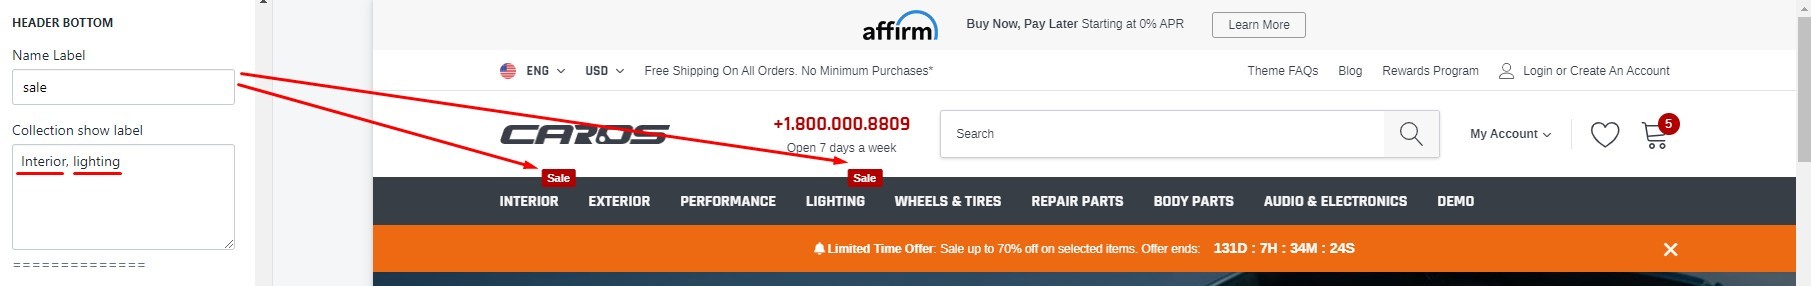 HEADER BOTTOM
Name Label
sale
Collection show label
Interior, lighting
==============
affirm Buy Now, Pay Later Starting at 0% APR Learn More
ENG USD Free Shipping On All Orders. No Minimum Purchases* Theme FAQs Blog Rewards Program Login or Create An Account
CAROS
+1.800.000.8809
Open 7 days a week
Search
My Account
5
Sale Sale
INTERIOR EXTERIOR PERFORMANCE LIGHTING WHEELS & TIRES REPAIR PARTS BODY PARTS AUDIO & ELECTRONICS DEMO
Limited Time Offer: Sale up to 70% off on selected items. Offer ends: 131D : 7H : 34M : 24S